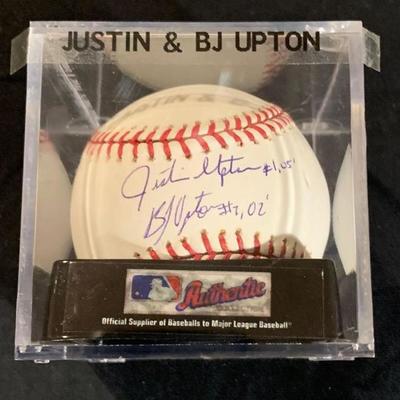 JUSTIN & BJ UPTON
Justin Upton #1, 05'
BJ Upton #2, 02'
Authentic
Official Supplier of Baseballs to Major League Baseball®